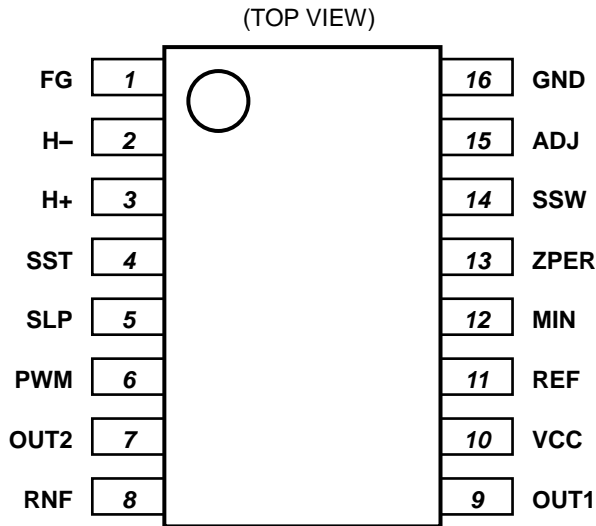 (TOP VIEW)
FG 1 16 GND
H– 2 15 ADJ
H+ 3 14 SSW
SST 4 13 ZPER
SLP 5 12 MIN
PWM 6 11 REF
OUT2 7 10 VCC
RNF 8 9 OUT1